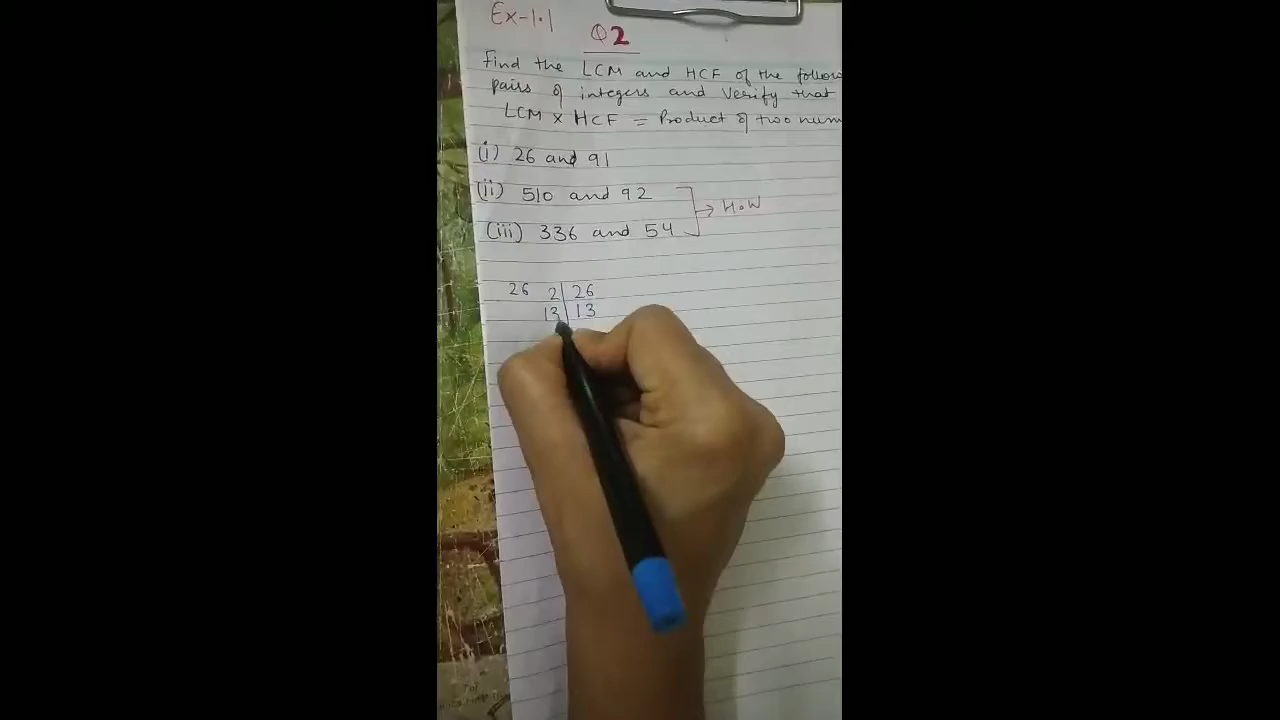 Ex-1.1
Q2
Find the LCM and HCF of the follow
pairs of integers and Verify that
LCM x HCF = Product of two num
(i) 26 and 91
(ii) 510 and 92
(iii) 336 and 54
→ H.W
26 2 | 26
13 | 13